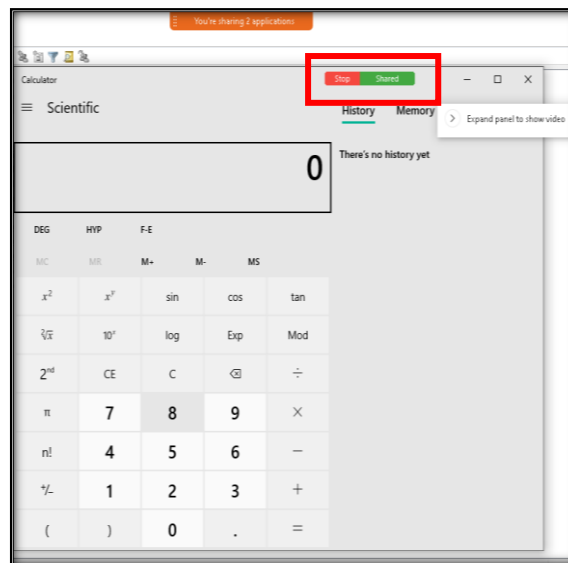 You're sharing 2 applications
Calculator
Stop Shared
Scientific
History Memory
Expand panel to show video
0
There's no history yet
DEG HYP F-E
MC MR M+ M- MS
x² xʸ sin cos tan
²√x 10ˣ log Exp Mod
2ⁿᵈ CE C ÷
π 7 8 9 ×
n! 4 5 6 −
+/- 1 2 3 +
( ) 0 . =